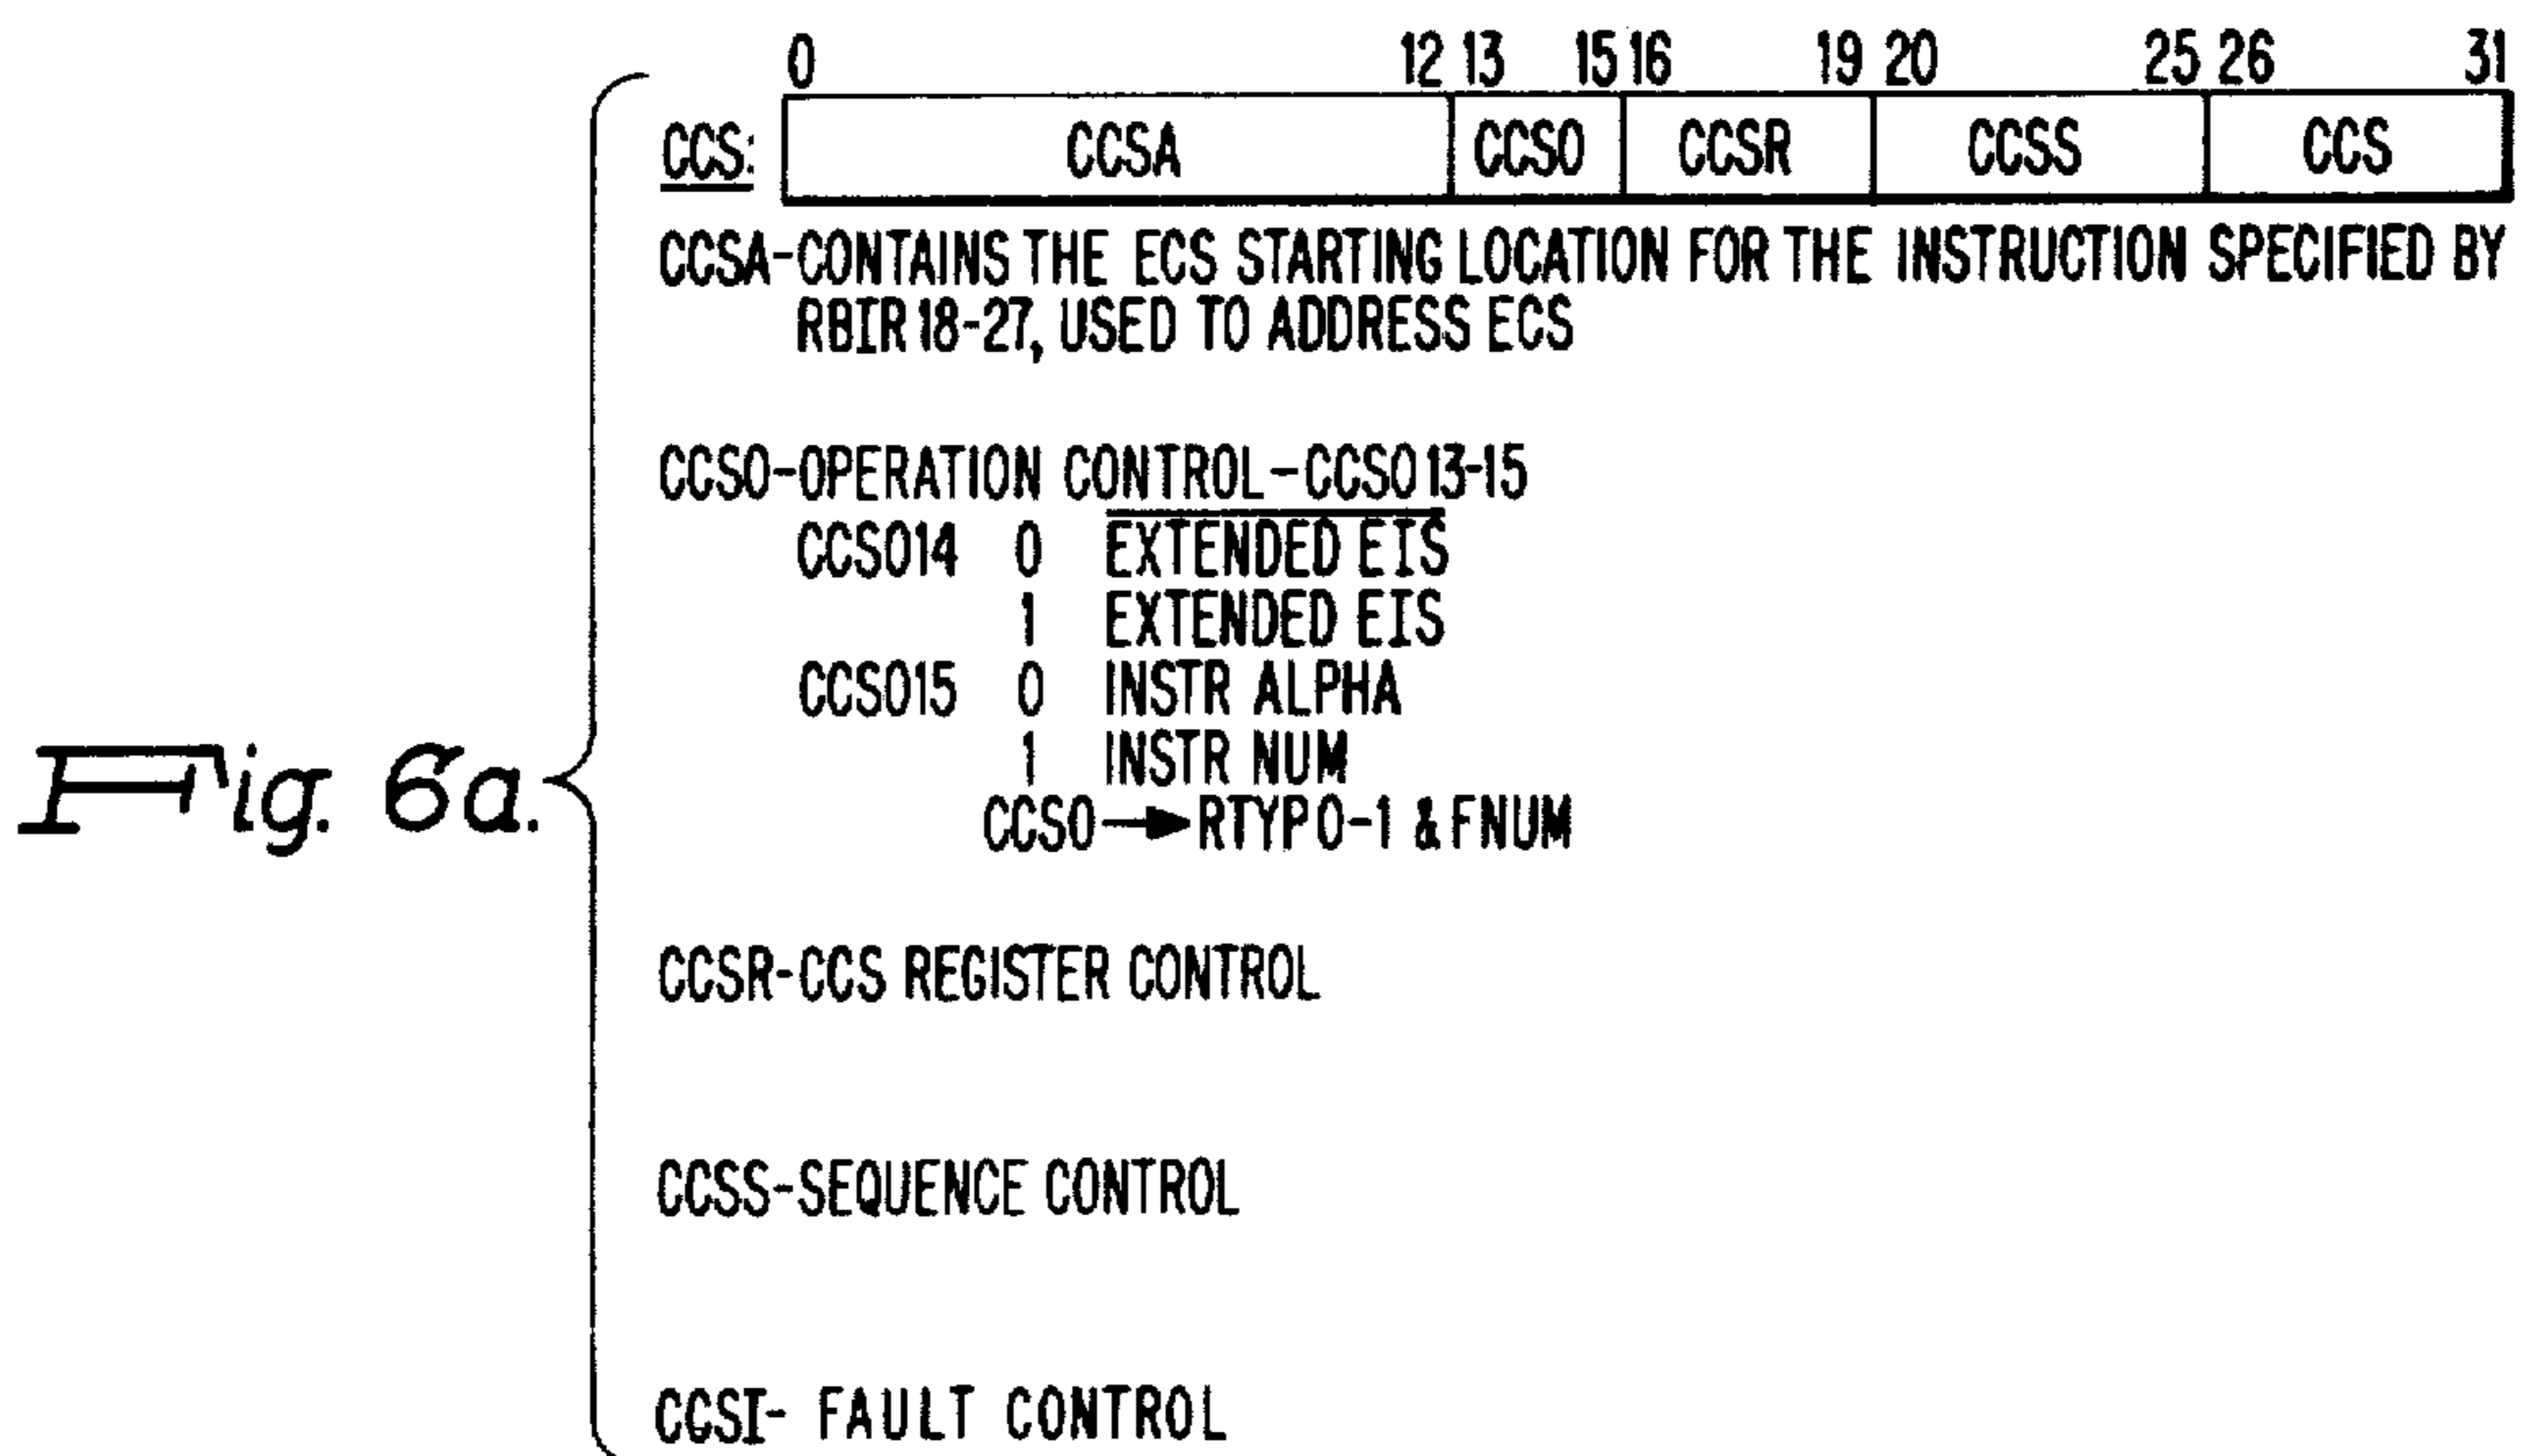 0 12 13 15 16 19 20 25 26 31
CCS: CCSA CCSO CCSR CCSS CCS
CCSA-CONTAINS THE ECS STARTING LOCATION FOR THE INSTRUCTION SPECIFIED BY
RBIR 18-27, USED TO ADDRESS ECS
CCSO-OPERATION CONTROL-CCSO 13-15
CCSO14 0 EXTENDED EIS
1 EXTENDED EIS
CCSO15 0 INSTR ALPHA
1 INSTR NUM
CCSO→RTYP0-1 & FNUM
Fig. 6a.
CCSR-CCS REGISTER CONTROL
CCSS-SEQUENCE CONTROL
CCSI- FAULT CONTROL